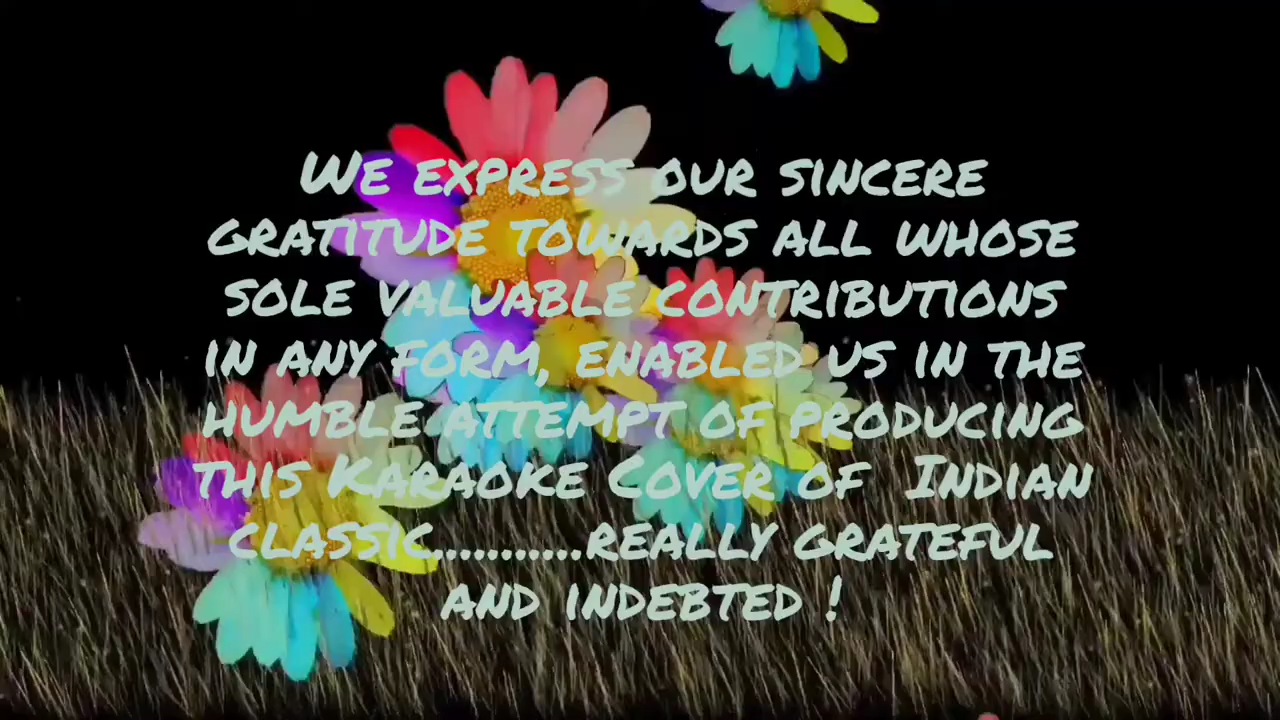 We express our sincere
gratitude towards all whose
sole valuable contributions
in any form, enabled us in the
humble attempt of producing
this Karaoke Cover of  Indian
classic...........really grateful
and indebted !